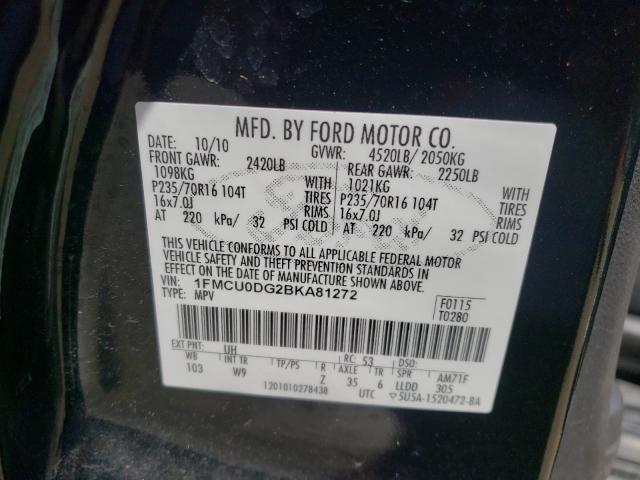 MFD. BY FORD MOTOR CO.
DATE: 10/10 GVWR: 4520LB/ 2050KG
FRONT GAWR: 2420LB REAR GAWR: 2250LB
1098KG WITH 1021KG WITH
P235/70R16 104T TIRES P235/70R16 104T TIRES
16x7.0J RIMS 16x7.0J RIMS
AT 220 kPa/ 32 PSI COLD AT 220 kPa/ 32 PSI COLD
THIS VEHICLE CONFORMS TO ALL APPLICABLE FEDERAL MOTOR
VEHICLE SAFETY AND THEFT PREVENTION STANDARDS IN
EFFECT ON THE DATE OF MANUFACTURE SHOWN ABOVE.
VIN: 1FMCU0DG2BKA81272 F0115
TYPE: MPV T0280
EXT PNT: UH RC: 53 DSO:
WB INT TR TP/PS R AXLE TR SPR AM71F
103 W9 Z 35 6 LLDD 305
1201010278438 UTC 5U5A-1520472-BA